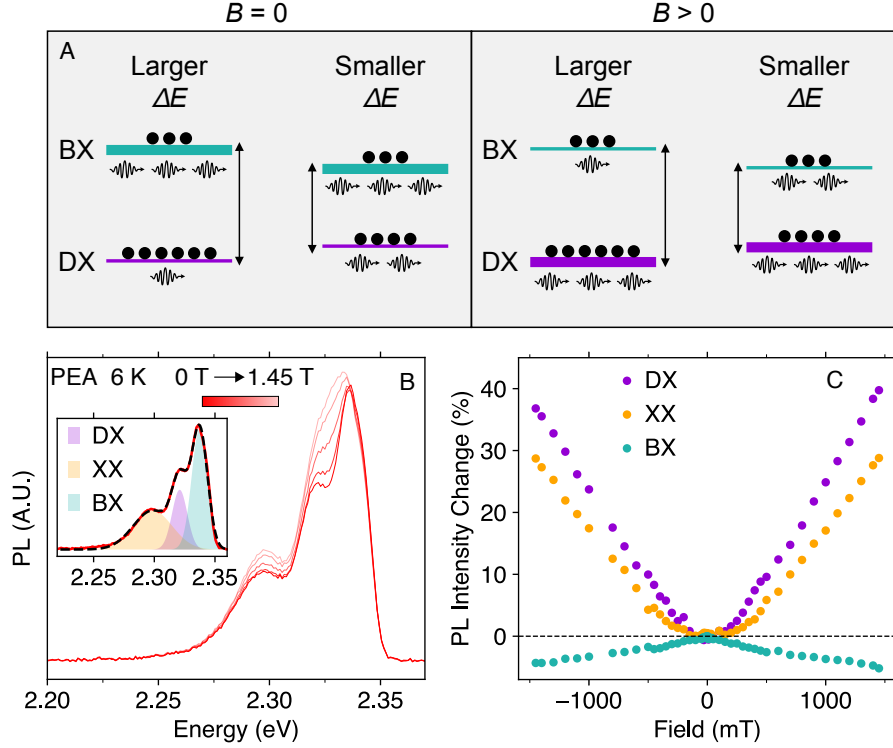 B = 0
B > 0
A
Larger
ΔE
Smaller
ΔE
Larger
ΔE
Smaller
ΔE
BX
BX
DX
DX
PEA 6 K
0 T → 1.45 T
B
DX
XX
BX
2.25
2.30
2.35
PL (A.U.)
2.20
2.25
2.30
2.35
Energy (eV)
C
DX
XX
BX
PL Intensity Change (%)
40
30
20
10
0
−1000
0
1000
Field (mT)